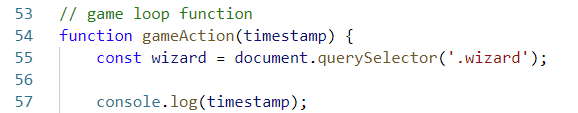 53 // game loop function
54 function gameAction(timestamp) {
55     const wizard = document.querySelector('.wizard');
56
57     console.log(timestamp);